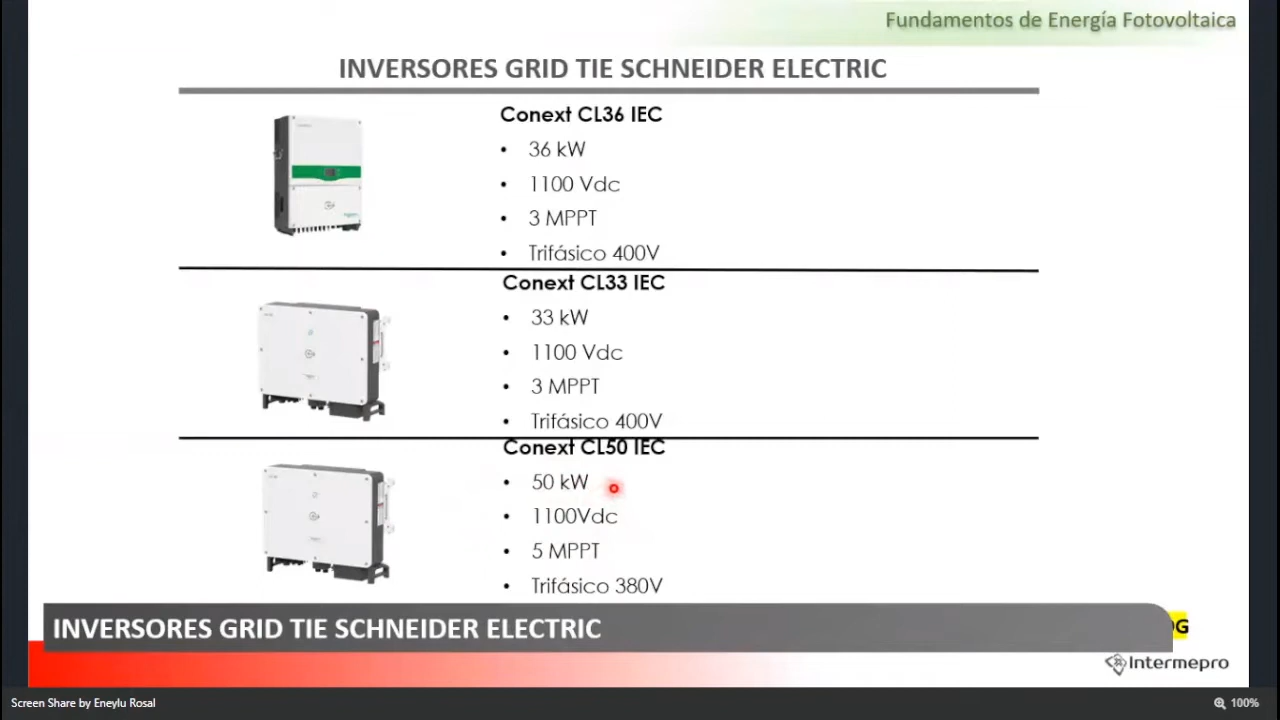 Fundamentos de Energía Fotovoltaica
INVERSORES GRID TIE SCHNEIDER ELECTRIC
Conext CL36 IEC
• 36 kW
• 1100 Vdc
• 3 MPPT
• Trifásico 400V
Conext CL33 IEC
• 33 kW
• 1100 Vdc
• 3 MPPT
• Trifásico 400V
Conext CL50 IEC
• 50 kW
• 1100Vdc
• 5 MPPT
• Trifásico 380V
INVERSORES GRID TIE SCHNEIDER ELECTRIC
Intermepro
Screen Share by Eneylu Rosal
100%